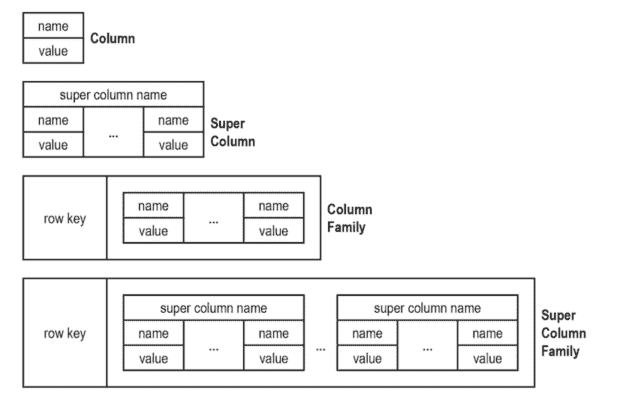 name
value
Column
super column name
name ... name
value value
Super
Column
row key
name ... name
value value
Column
Family
row key
super column name ... super column name
name ... name name ... name
value value value value
Super
Column
Family